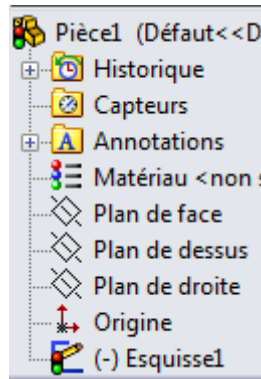 Pièce1 (Défaut<<D
Historique
Capteurs
A Annotations
Matériau <non s
Plan de face
Plan de dessus
Plan de droite
Origine
(-) Esquisse1